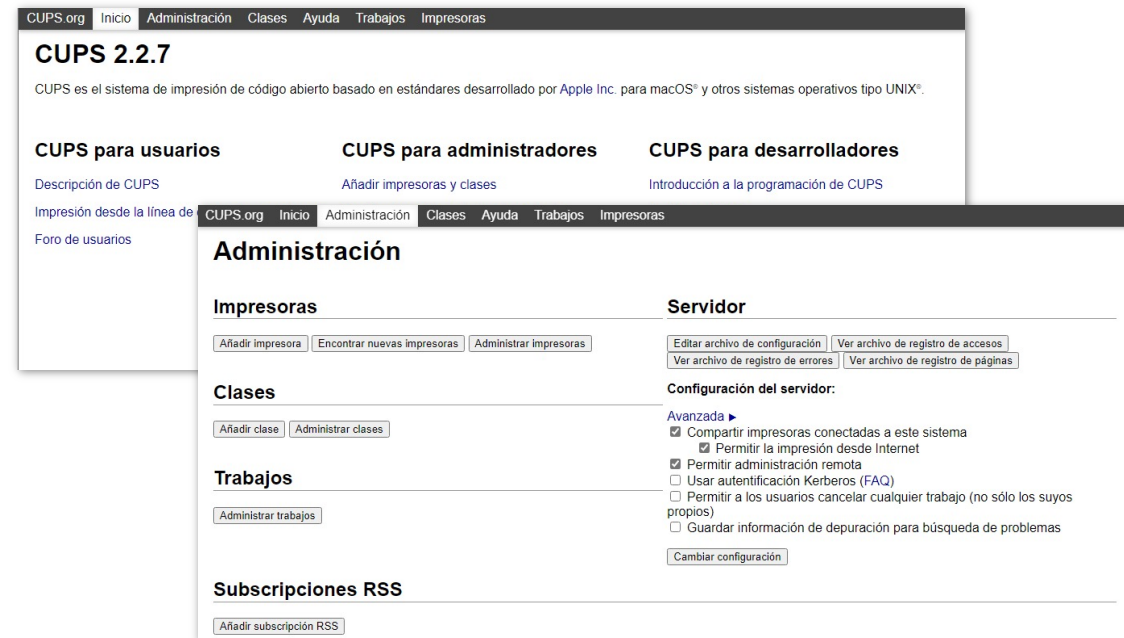 CUPS.org Inicio Administración Clases Ayuda Trabajos Impresoras
CUPS 2.2.7
CUPS es el sistema de impresión de código abierto basado en estándares desarrollado por Apple Inc. para macOS® y otros sistemas operativos tipo UNIX®.
CUPS para usuarios
Descripción de CUPS
Impresión desde la línea de
Foro de usuarios
CUPS para administradores
Añadir impresoras y clases
CUPS para desarrolladores
Introducción a la programación de CUPS
CUPS.org Inicio Administración Clases Ayuda Trabajos Impresoras
Administración
Impresoras
Añadir impresora Encontrar nuevas impresoras Administrar impresoras
Clases
Añadir clase Administrar clases
Trabajos
Administrar trabajos
Servidor
Editar archivo de configuración Ver archivo de registro de accesos
Ver archivo de registro de errores Ver archivo de registro de páginas
Configuración del servidor:
Avanzada ▶
Compartir impresoras conectadas a este sistema
Permitir la impresión desde Internet
Permitir administración remota
Usar autentificación Kerberos (FAQ)
Permitir a los usuarios cancelar cualquier trabajo (no sólo los suyos
propios)
Guardar información de depuración para búsqueda de problemas
Cambiar configuración
Subscripciones RSS
Añadir subscripción RSS